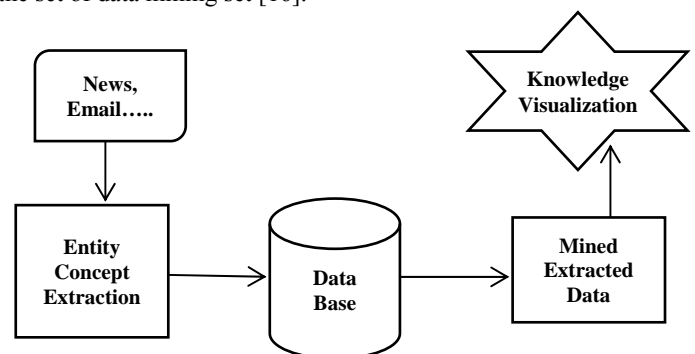 the set of data mining set [10].
News,
Email…..
Knowledge
Visualization
Entity
Concept
Extraction
Data
Base
Mined
Extracted
Data